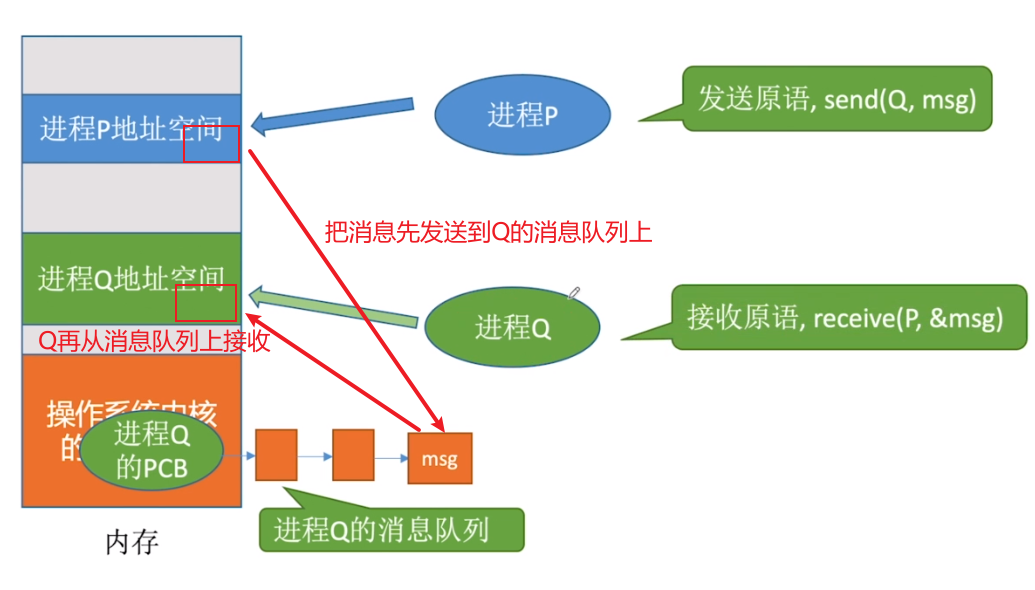 进程P地址空间
进程P
发送原语, send(Q, msg)
把消息先发送到Q的消息队列上
进程Q地址空间
进程Q
接收原语, receive(P, &msg)
Q再从消息队列上接收
操作系统内核
的
进程Q
的PCB
msg
进程Q的消息队列
内存